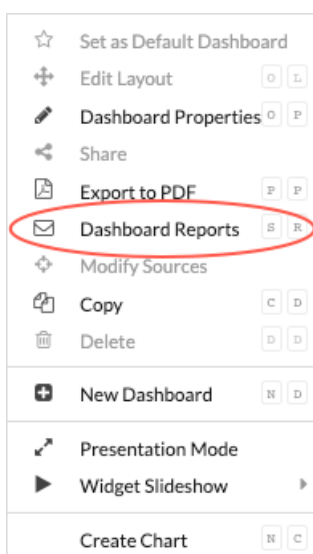 Set as Default Dashboard
Edit Layout O L
Dashboard Properties O P
Share
Export to PDF P P
Dashboard Reports S R
Modify Sources
Copy C D
Delete D D
New Dashboard N D
Presentation Mode
Widget Slideshow
Create Chart N C